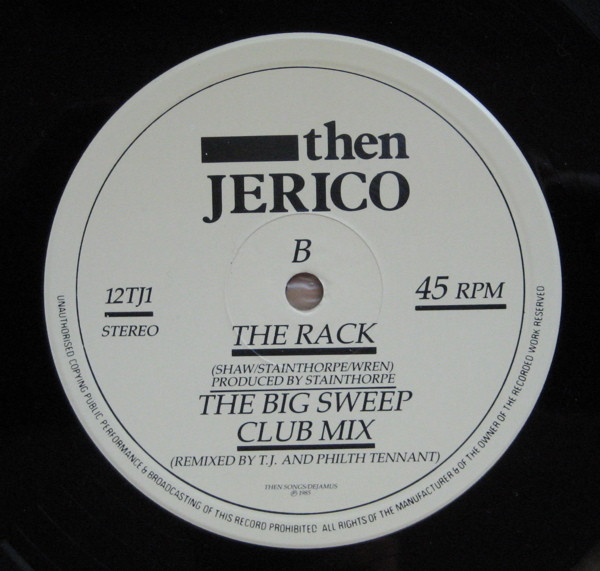 then
JERICO
B
12TJ1
STEREO
45 RPM
THE RACK
(SHAW/STAINTHORPE/WREN)
PRODUCED BY STAINTHORPE
THE BIG SWEEP
CLUB MIX
(REMIXED BY T.J. AND PHILTH TENNANT)
THEN SONGS/DEJAMUS
℗ 1985
UNAUTHORISED COPYING PUBLIC PERFORMANCE & BROADCASTING OF THIS RECORD PROHIBITED. ALL RIGHTS OF THE MANUFACTURER & OF THE OWNER OF THE RECORDED WORK RESERVED